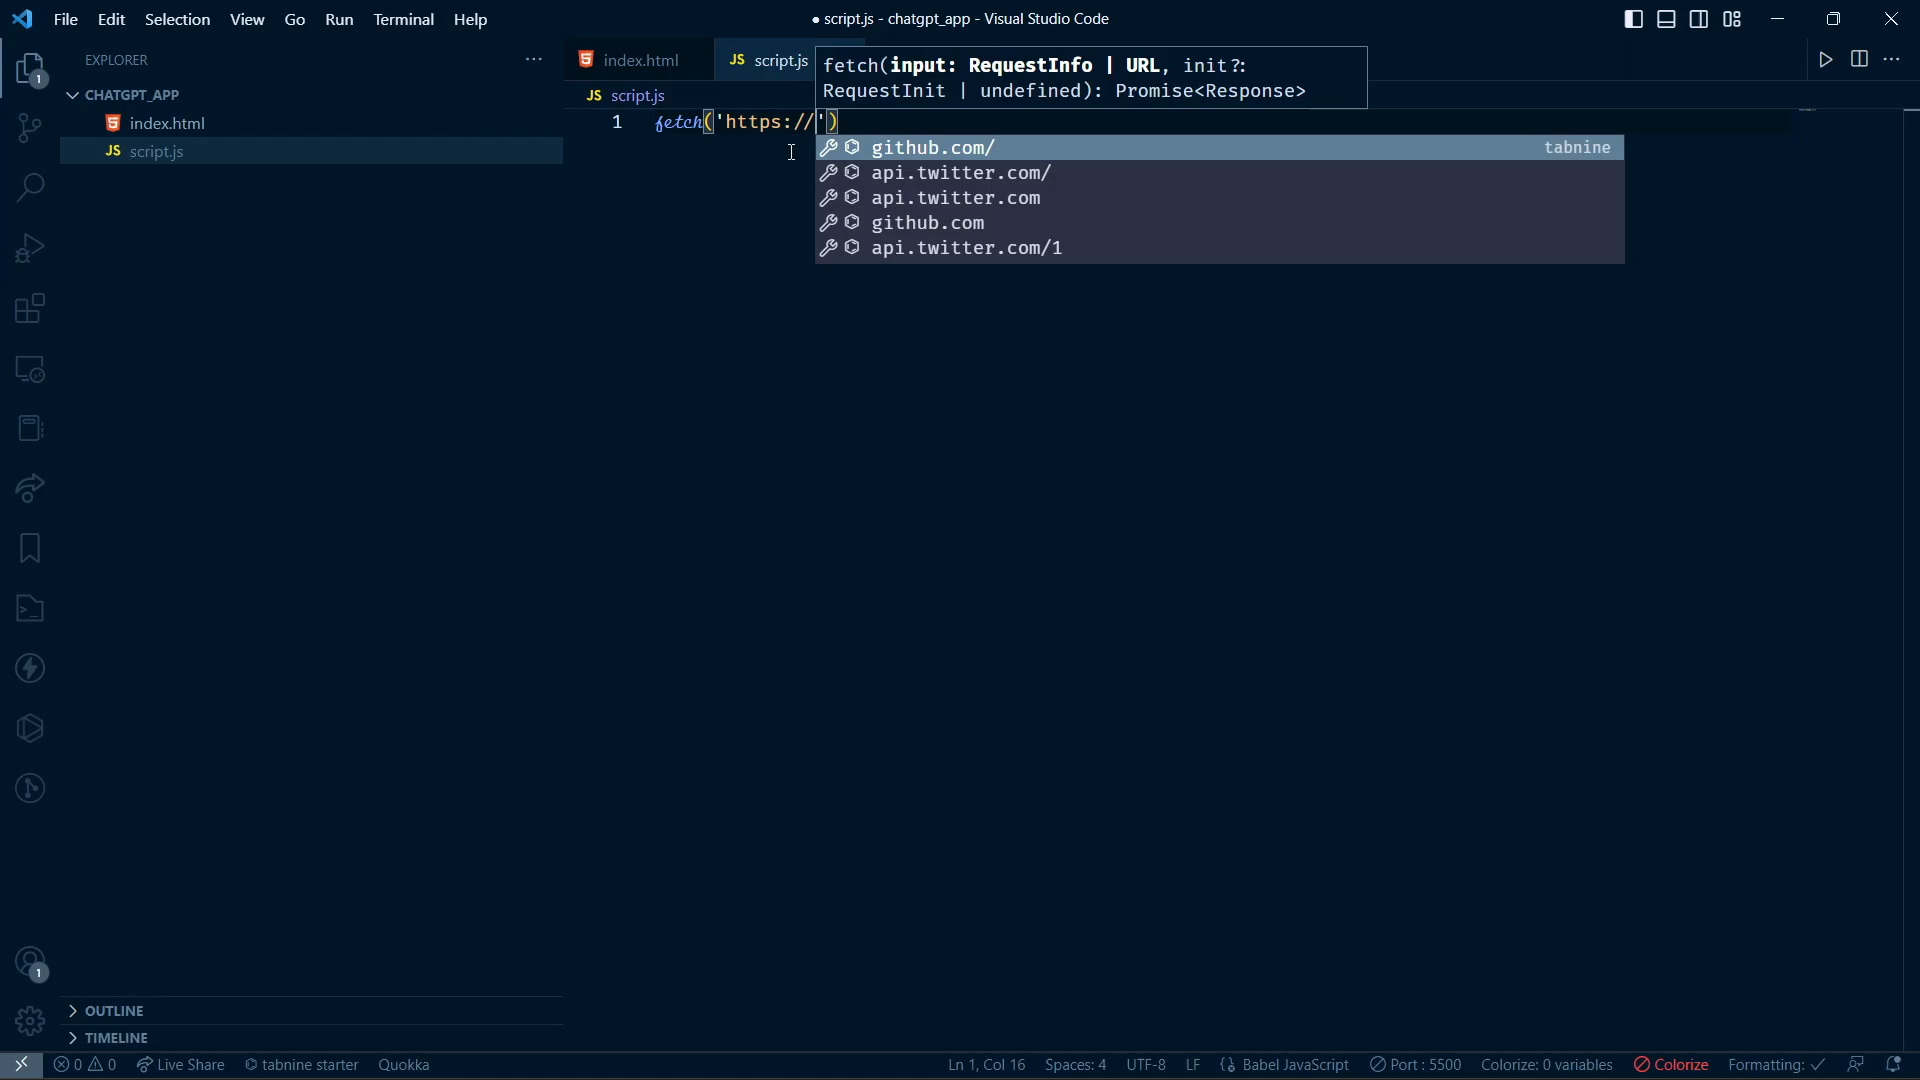 File Edit Selection View Go Run Terminal Help
● script.js - chatgpt_app - Visual Studio Code
EXPLORER
1
CHATGPT_APP
index.html
JS script.js
index.html
JS script.js
JS script.js
fetch(input: RequestInfo | URL, init?:
RequestInit | undefined): Promise<Response>
1 fetch('https://')
github.com/ tabnine
api.twitter.com/
api.twitter.com
github.com
api.twitter.com/1
1
OUTLINE
TIMELINE
0 0 Live Share tabnine starter Quokka Ln 1, Col 16 Spaces: 4 UTF-8 LF {} Babel JavaScript Port : 5500 Colorize: 0 variables Colorize Formatting: ✓